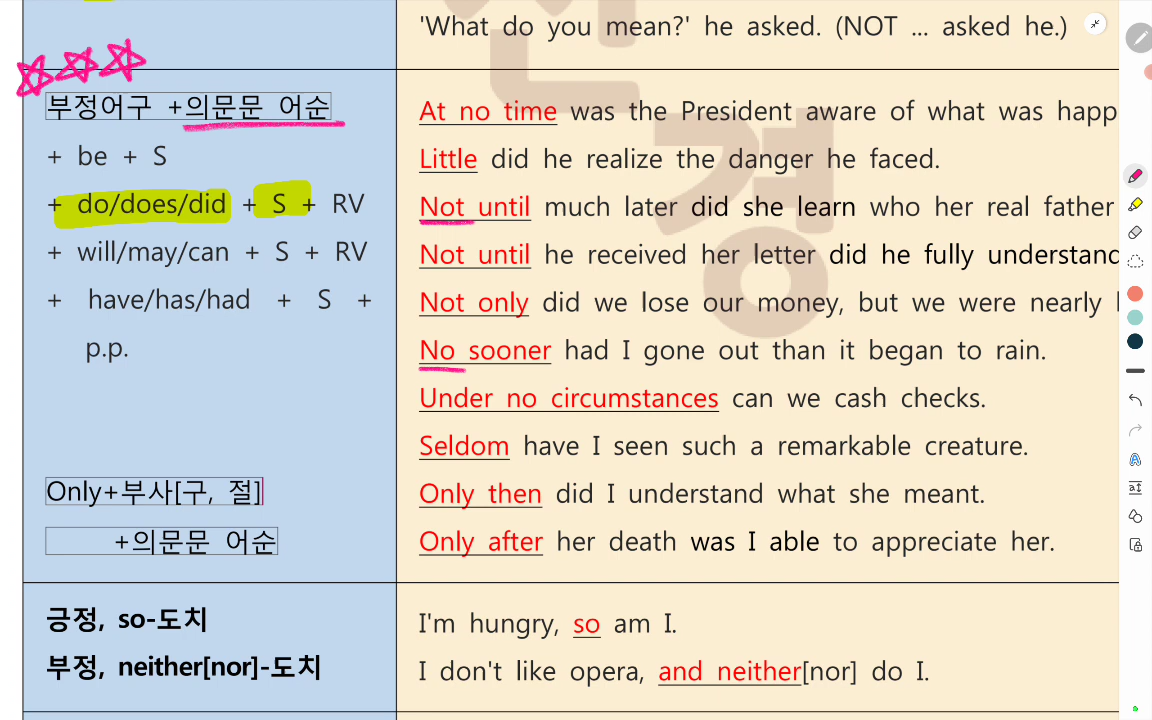 'What do you mean?' he asked. (NOT ... asked he.)
부정어구 +의문문 어순
+ be + S
+ do/does/did + S + RV
+ will/may/can + S + RV
+ have/has/had + S +
p.p.
Only+부사[구, 절]
+의문문 어순
At no time was the President aware of what was happ
Little did he realize the danger he faced.
Not until much later did she learn who her real father
Not until he received her letter did he fully understand
Not only did we lose our money, but we were nearly
No sooner had I gone out than it began to rain.
Under no circumstances can we cash checks.
Seldom have I seen such a remarkable creature.
Only then did I understand what she meant.
Only after her death was I able to appreciate her.
긍정, so-도치
부정, neither[nor]-도치
I'm hungry, so am I.
I don't like opera, and neither[nor] do I.